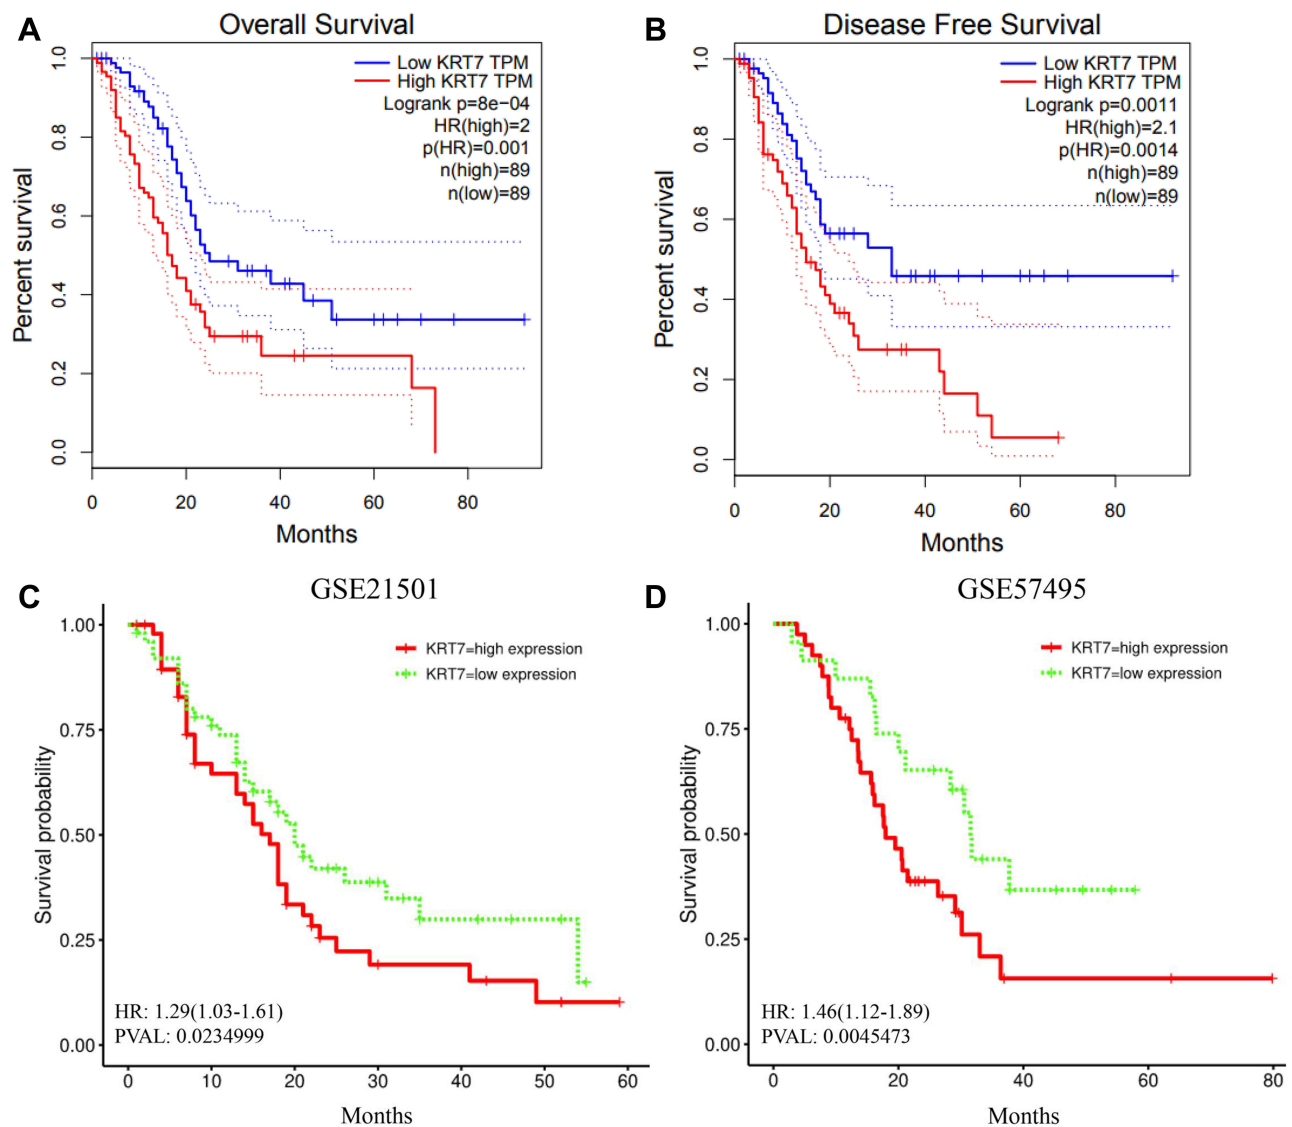 A
Overall Survival
Low KRT7 TPM
High KRT7 TPM
Logrank p=8e−04
HR(high)=2
p(HR)=0.001
n(high)=89
n(low)=89
Percent survival
1.0
0.8
0.6
0.4
0.2
0.0
0 20 40 60 80
Months
B
Disease Free Survival
Low KRT7 TPM
High KRT7 TPM
Logrank p=0.0011
HR(high)=2.1
p(HR)=0.0014
n(high)=89
n(low)=89
Percent survival
1.0
0.8
0.6
0.4
0.2
0.0
0 20 40 60 80
Months
C
GSE21501
KRT7=high expression
KRT7=low expression
Survival probability
1.00
0.75
0.50
0.25
0.00
HR: 1.29(1.03-1.61)
PVAL: 0.0234999
0 10 20 30 40 50 60
Months
D
GSE57495
KRT7=high expression
KRT7=low expression
Survival probability
1.00
0.75
0.50
0.25
0.00
HR: 1.46(1.12-1.89)
PVAL: 0.0045473
0 20 40 60 80
Months